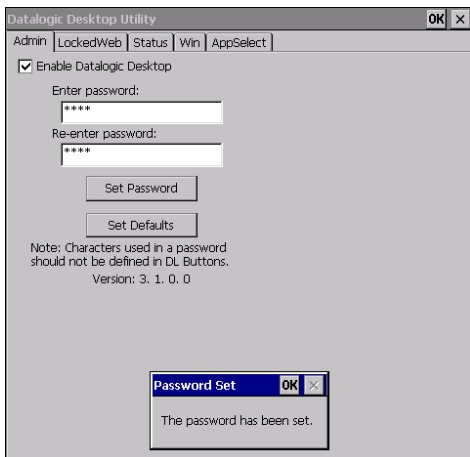 Datalogic Desktop Utility OK ×
Admin LockedWeb Status Win AppSelect
Enable Datalogic Desktop
Enter password:
****
Re-enter password:
****
Set Password
Set Defaults
Note: Characters used in a password
should not be defined in DL Buttons.
Version: 3. 1. 0. 0
Password Set OK ×
The password has been set.